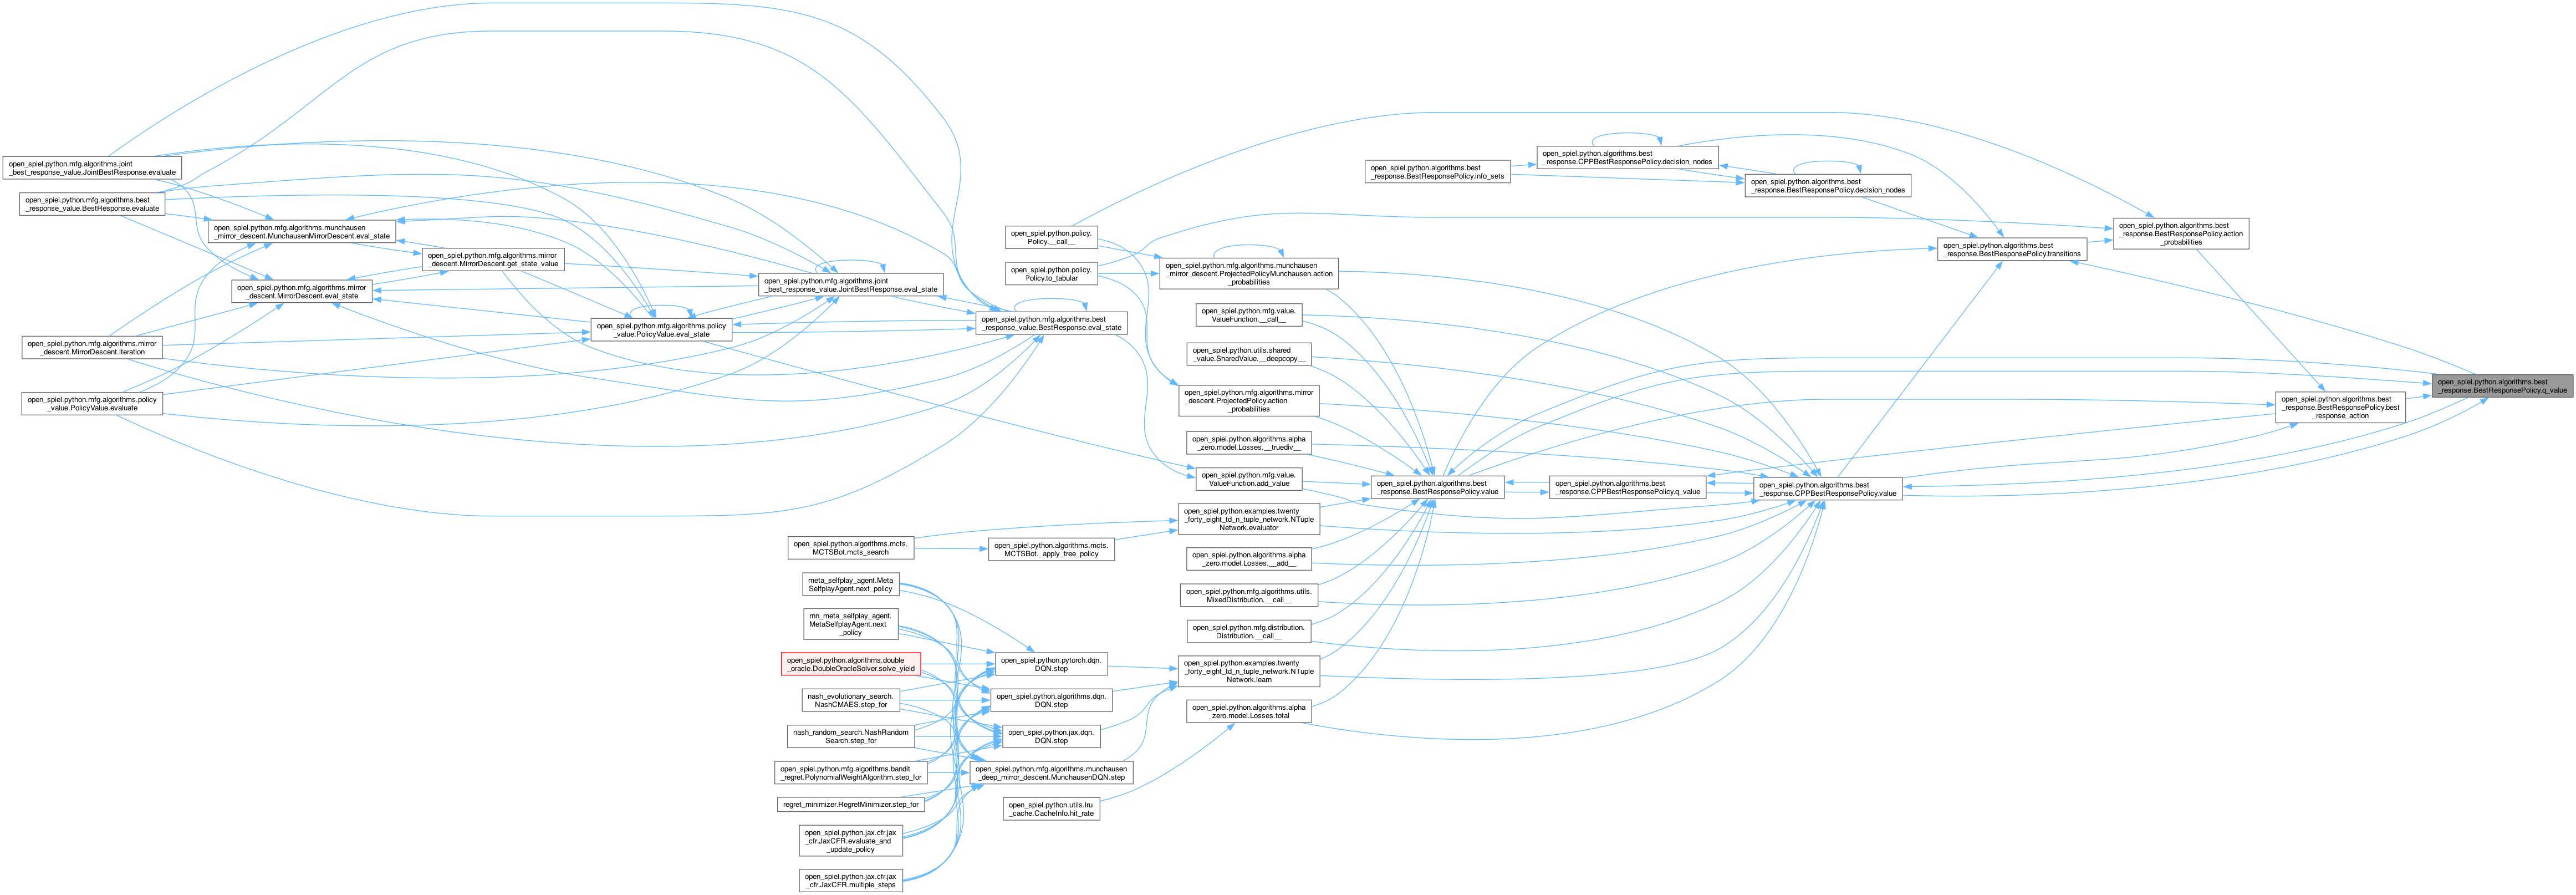 open_spiel.python.mfg.algorithms.joint
_best_response_value.JointBestResponse.evaluate
open_spiel.python.mfg.algorithms.best
_response_value.BestResponse.evaluate
open_spiel.python.mfg.algorithms.munchausen
_mirror_descent.MunchausenMirrorDescent.eval_state
open_spiel.python.mfg.algorithms.mirror
_descent.MirrorDescent.get_state_value
open_spiel.python.mfg.algorithms.mirror
_descent.MirrorDescent.eval_state
open_spiel.python.mfg.algorithms.mirror
_descent.MirrorDescent.iteration
open_spiel.python.mfg.algorithms.policy
_value.PolicyValue.evaluate
open_spiel.python.mfg.algorithms.policy
_value.PolicyValue.eval_state
open_spiel.python.mfg.algorithms.joint
_best_response_value.JointBestResponse.eval_state
open_spiel.python.mfg.algorithms.best
_response_value.BestResponse.eval_state
open_spiel.python.policy.
Policy.__call__
open_spiel.python.policy.
Policy.to_tabular
open_spiel.python.mfg.algorithms.munchausen
_mirror_descent.ProjectedPolicyMunchausen.action
_probabilities
open_spiel.python.mfg.value.
ValueFunction.__call__
open_spiel.python.utils.shared
_value.SharedValue.__deepcopy__
open_spiel.python.mfg.algorithms.mirror
_descent.ProjectedPolicy.action
_probabilities
open_spiel.python.algorithms.alpha
_zero.model.Losses.__truediv__
open_spiel.python.mfg.value.
ValueFunction.add_value
open_spiel.python.examples.twenty
_forty_eight_td_n_tuple_network.NTuple
Network.evaluator
open_spiel.python.algorithms.alpha
_zero.model.Losses.__add__
open_spiel.python.mfg.algorithms.utils.
MixedDistribution.__call__
open_spiel.python.mfg.distribution.
Distribution.__call__
open_spiel.python.examples.twenty
_forty_eight_td_n_tuple_network.NTuple
Network.learn
open_spiel.python.algorithms.alpha
_zero.model.Losses.total
open_spiel.python.algorithms.mcts.
MCTSBot.mcts_search
open_spiel.python.algorithms.mcts.
MCTSBot._apply_tree_policy
meta_selfplay_agent.Meta
SelfplayAgent.next_policy
rnn_meta_selfplay_agent.
MetaSelfplayAgent.next
_policy
open_spiel.python.algorithms.double
_oracle.DoubleOracleSolver.solve_yield
nash_evolutionary_search.
NashCMAES.step_for
nash_random_search.NashRandom
Search.step_for
open_spiel.python.mfg.algorithms.bandit
_regret.PolynomialWeightAlgorithm.step_for
regret_minimizer.RegretMinimizer.step_for
open_spiel.python.jax.cfr.jax
_cfr.JaxCFR.evaluate_and
_update_policy
open_spiel.python.jax.cfr.jax
_cfr.JaxCFR.multiple_steps
open_spiel.python.pytorch.dqn.
DQN.step
open_spiel.python.algorithms.dqn.
DQN.step
open_spiel.python.jax.dqn.
DQN.step
open_spiel.python.mfg.algorithms.munchausen
_deep_mirror_descent.MunchausenDQN.step
open_spiel.python.utils.lru
_cache.CacheInfo.hit_rate
open_spiel.python.algorithms.best
_response.BestResponsePolicy.info_sets
open_spiel.python.algorithms.best
_response.CPPBestResponsePolicy.decision_nodes
open_spiel.python.algorithms.best
_response.BestResponsePolicy.decision_nodes
open_spiel.python.algorithms.best
_response.BestResponsePolicy.value
open_spiel.python.algorithms.best
_response.CPPBestResponsePolicy.q_value
open_spiel.python.algorithms.best
_response.CPPBestResponsePolicy.value
open_spiel.python.algorithms.best
_response.BestResponsePolicy.transitions
open_spiel.python.algorithms.best
_response.BestResponsePolicy.action
_probabilities
open_spiel.python.algorithms.best
_response.BestResponsePolicy.best
_response_action
open_spiel.python.algorithms.best
_response.BestResponsePolicy.q_value